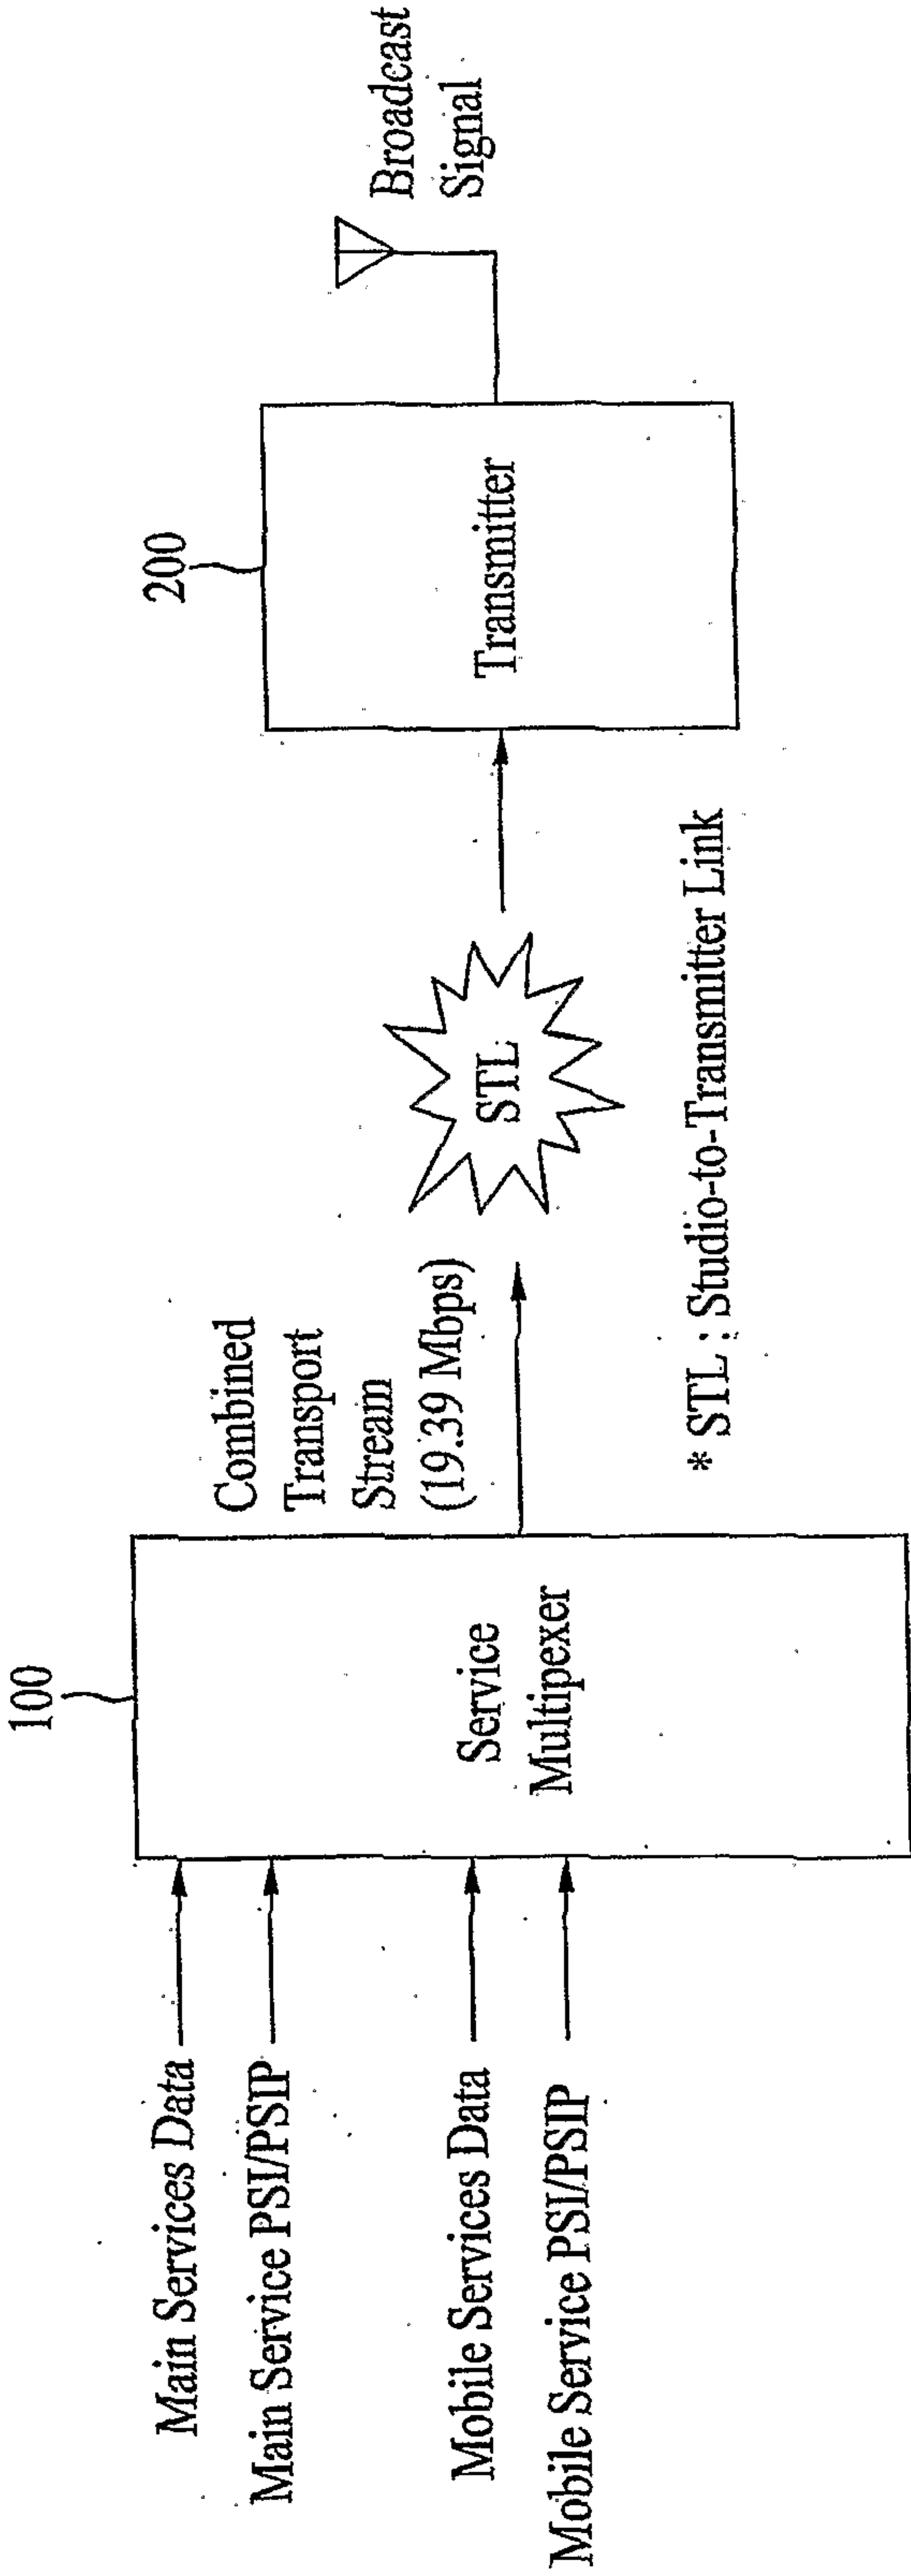 Main Services Data
Main Service PSI/PSIP
Mobile Services Data
Mobile Service PSI/PSIP
100
Service
Multipexer
Combined
Transport
Stream
(19.39 Mbps)
STL
* STL : Studio-to-Transmitter Link
200
Transmitter
Broadcast
Signal